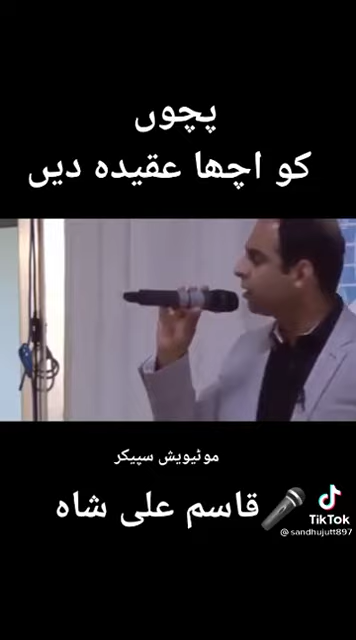 پچوں
کو اچھا عقیدہ دیں
موٹیویش سپیکر
قاسم علی شاہ
TikTok
@sandhujutt897